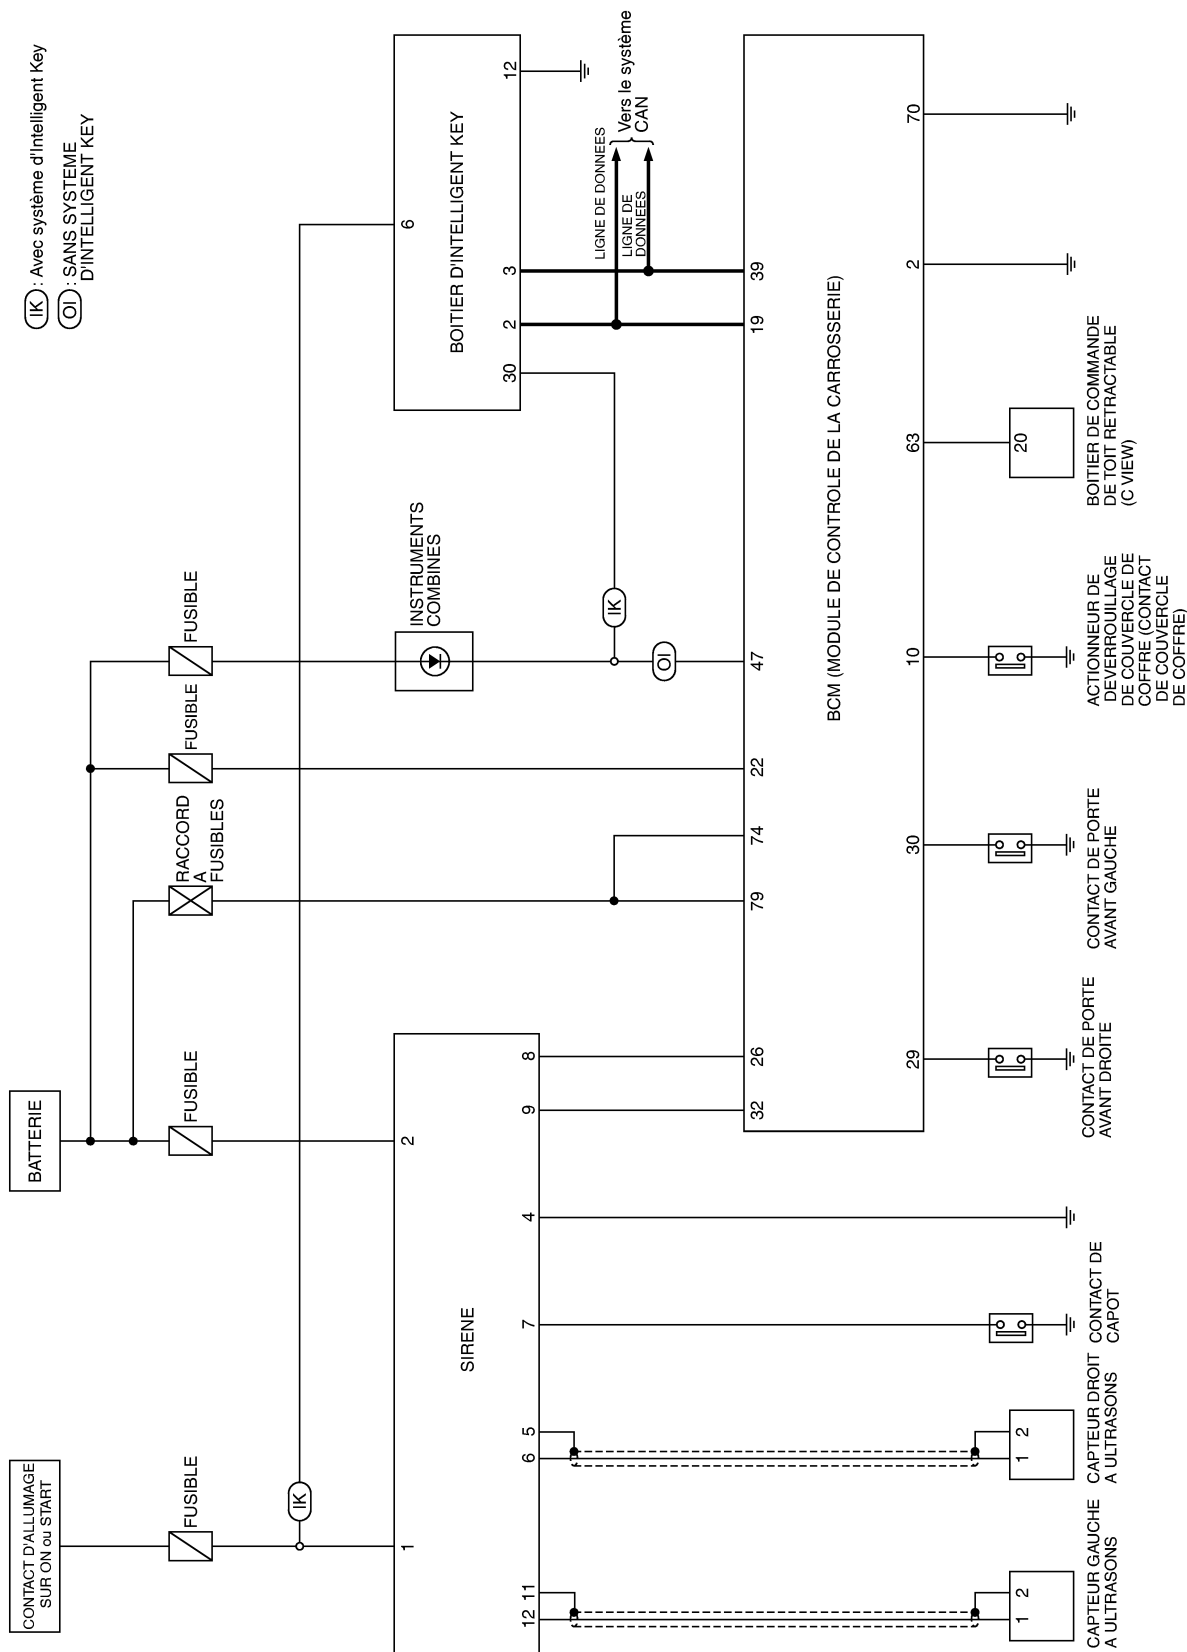 IK : Avec système d'Intelligent Key
OI : SANS SYSTEME
D'INTELLIGENT KEY
CONTACT D'ALLUMAGE
SUR ON ou START
BATTERIE
FUSIBLE
FUSIBLE
RACCORD
A
FUSIBLES
FUSIBLE
FUSIBLE
IK
INSTRUMENTS
COMBINES
1
2
SIRENE
12
11
6
5
7
4
9
8
6
BOITIER D'INTELLIGENT KEY
30
2
3
12
IK
OI
LIGNE DE DONNEES
LIGNE DE
DONNEES
Vers le système
CAN
32
26
79
74
22
47
19
39
BCM (MODULE DE CONTROLE DE LA CARROSSERIE)
29
30
10
63
2
70
1
2
1
2
20
CAPTEUR GAUCHE
A ULTRASONS
CAPTEUR DROIT
A ULTRASONS
CONTACT DE
CAPOT
CONTACT DE PORTE
AVANT DROITE
CONTACT DE PORTE
AVANT GAUCHE
ACTIONNEUR DE
DEVERROUILLAGE
DE COUVERCLE DE
COFFRE (CONTACT
DE COUVERCLE
DE COFFRE)
BOITIER DE COMMANDE
DE TOIT RETRACTABLE
(C VIEW)